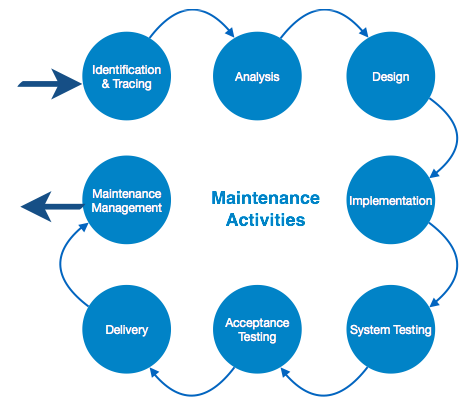 Identification
& Tracing
Analysis
Design
Maintenance
Management
Maintenance
Activities
Implementation
Delivery
Acceptance
Testing
System Testing